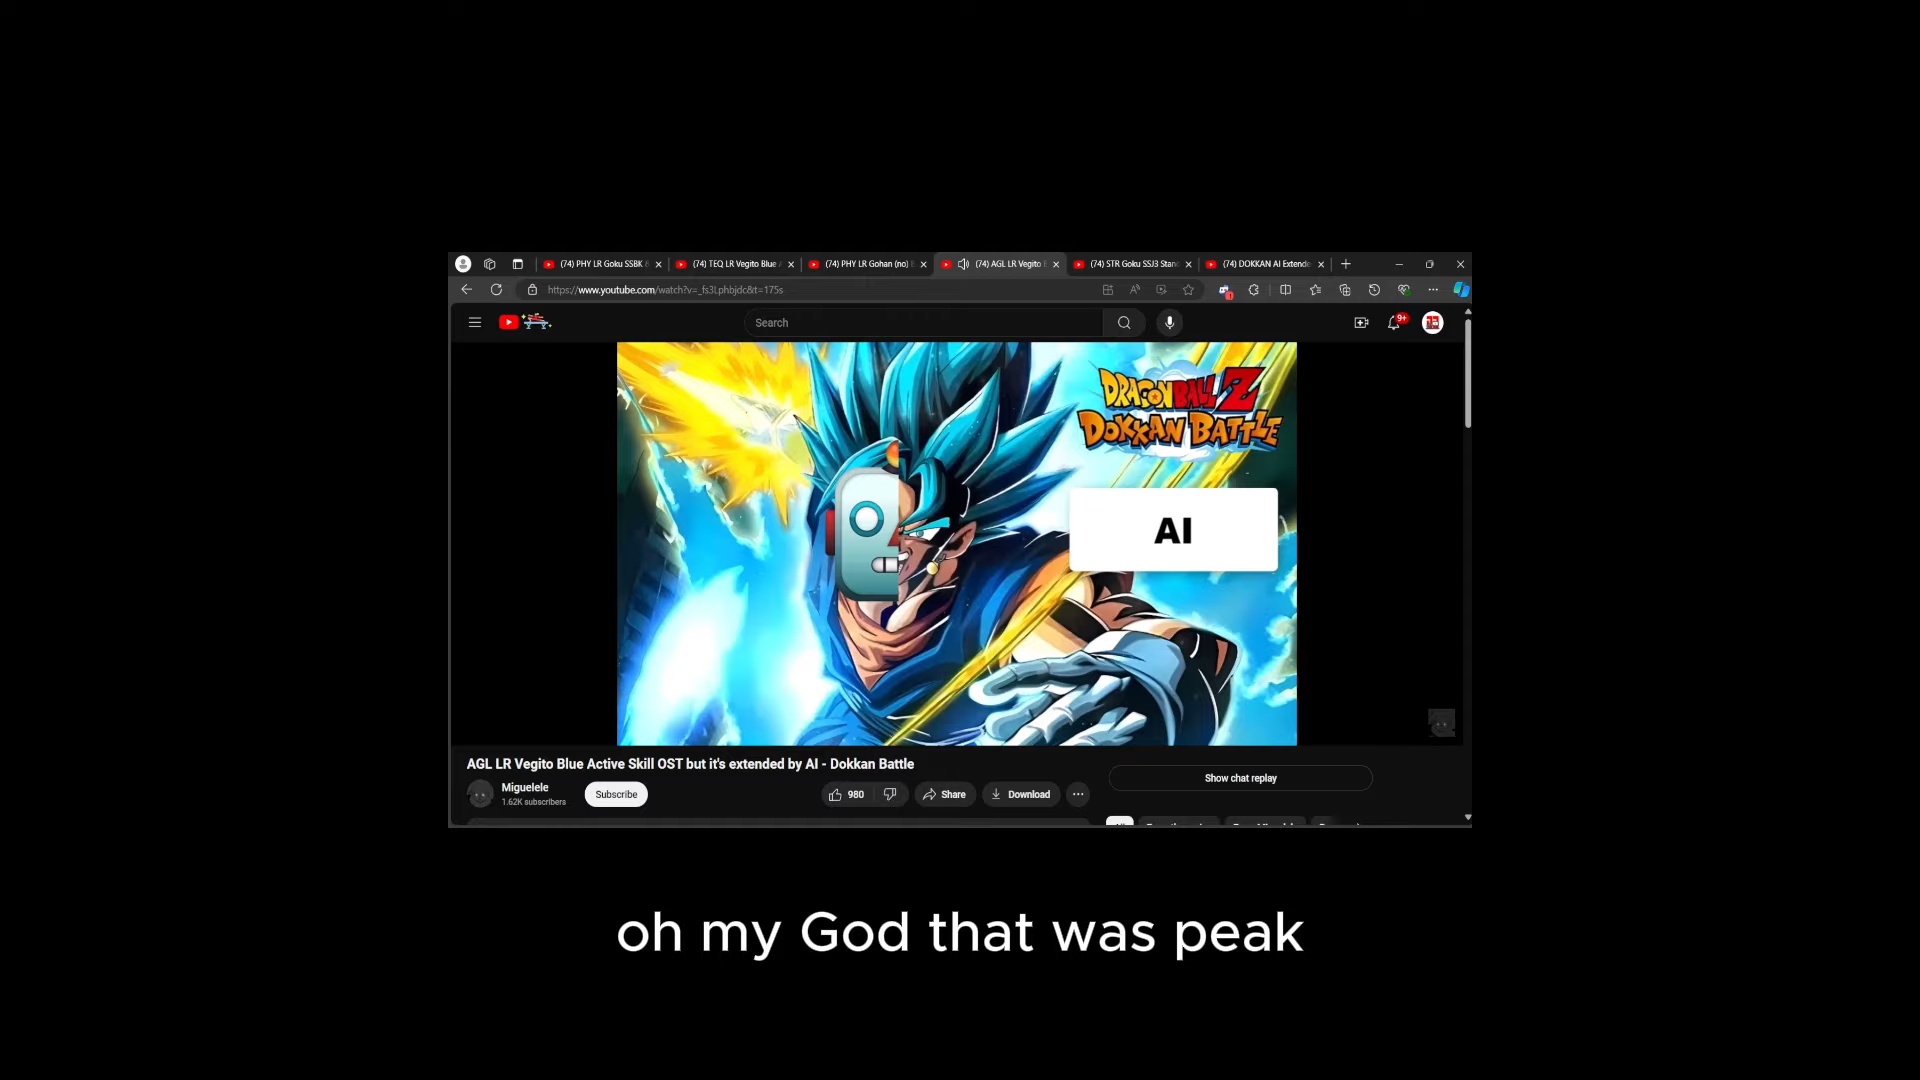 (74) PHY LR Goku SSBK &
(74) TEQ LR Vegito Blue A
(74) PHY LR Gohan (no) B
(74) AGL LR Vegito B
(74) STR Goku SSJ3 Stan
(74) DOKKAN AI Extende
https://www.youtube.com/watch?v=_fs3Lphbjdc&t=175s
Search
9+
DRAGONBALL Z
DOKKAN BATTLE
AI
AGL LR Vegito Blue Active Skill OST but it's extended by AI - Dokkan Battle
Miguelele
1.62K subscribers
Subscribe
980
Share
Download
Show chat replay
oh my God that was peak